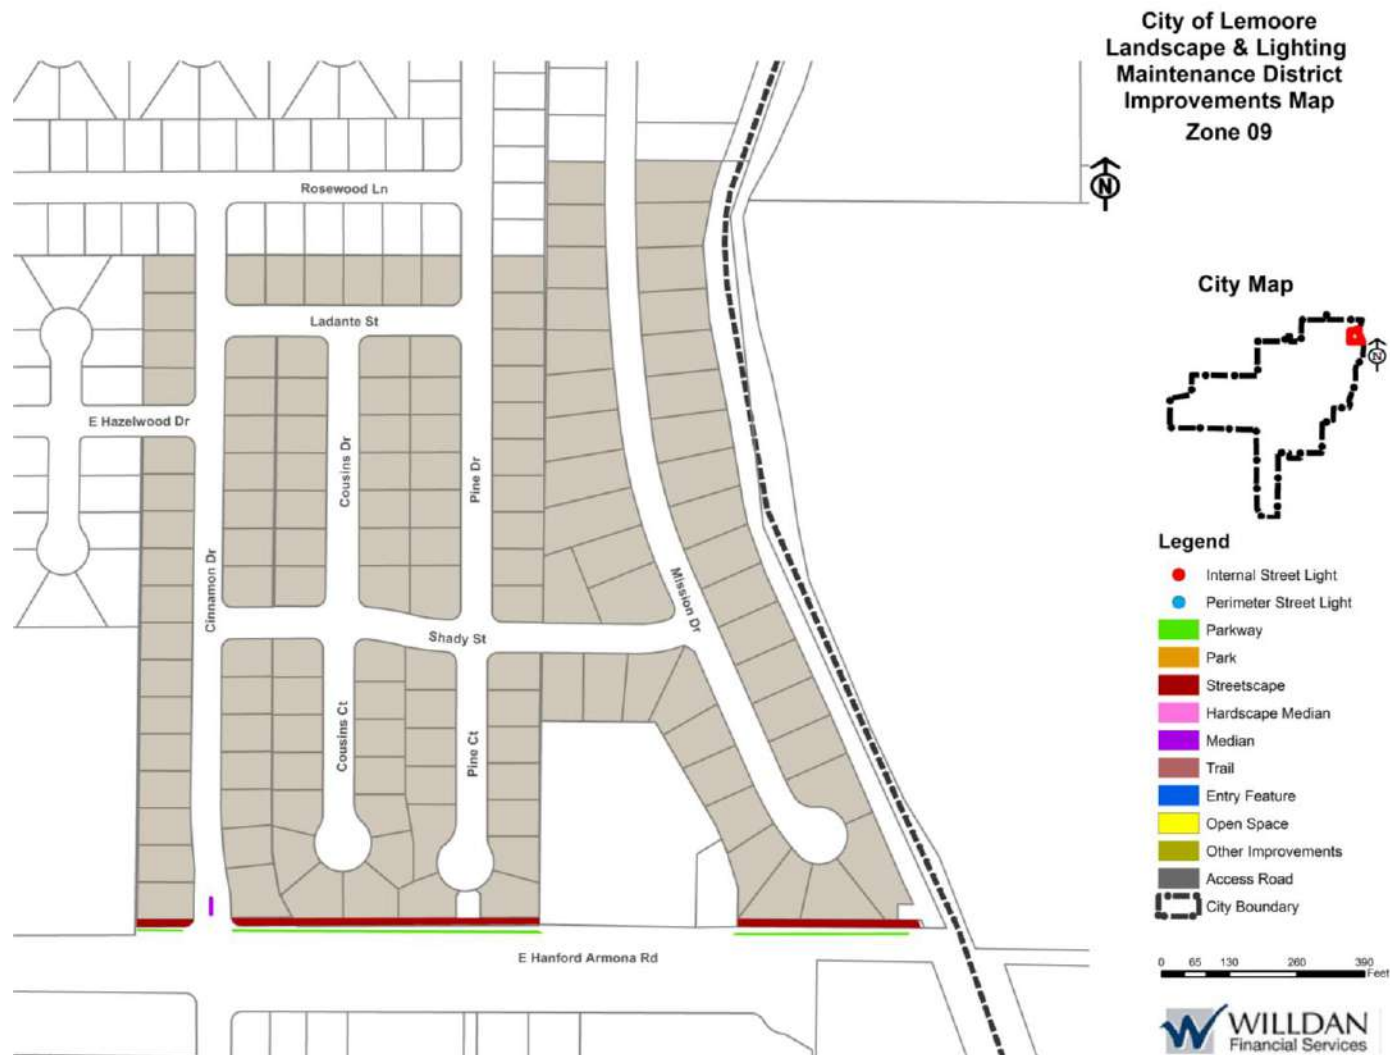 City of Lemoore
Landscape & Lighting
Maintenance District
Improvements Map
Zone 09
N
Rosewood Ln
Ladante St
E Hazelwood Dr
Cousins Dr
Pine Dr
Cinnamon Dr
Mission Dr
Shady St
Cousins Ct
Pine Ct
E Hanford Armona Rd
City Map
N
Legend
Internal Street Light
Perimeter Street Light
Parkway
Park
Streetscape
Hardscape Median
Median
Trail
Entry Feature
Open Space
Other Improvements
Access Road
City Boundary
0 65 130 260 390
Feet
WILLDAN
Financial Services